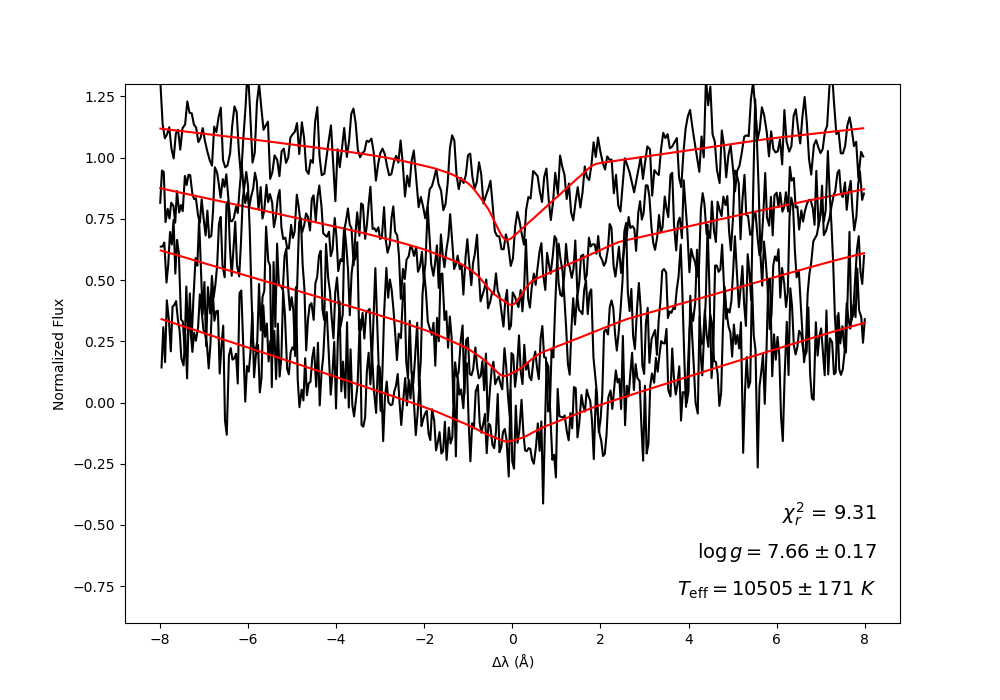 Normalized Flux
1.25
1.00
0.75
0.50
0.25
0.00
−0.25
−0.50
−0.75
χ_r^2 = 9.31
log g = 7.66 ± 0.17
T_eff = 10505 ± 171 K
−8 −6 −4 −2 0 2 4 6 8
Δλ (Å)